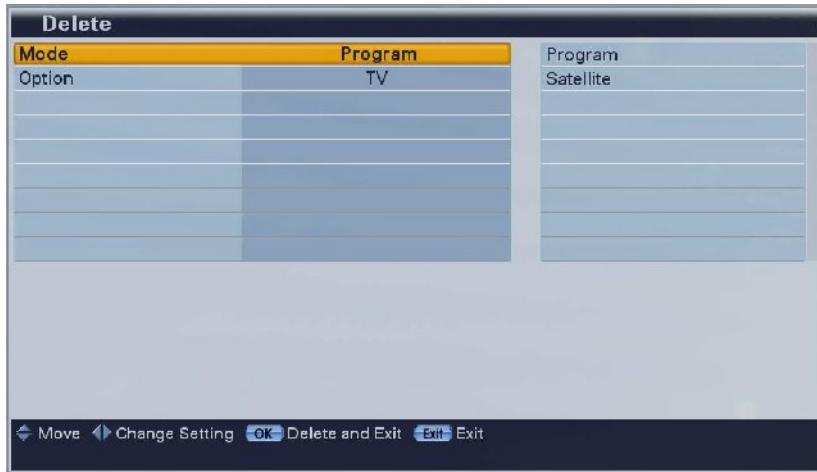 Delete
Mode Program
Option TV
Program
Satellite
Move Change Setting OK Delete and Exit Exit Exit